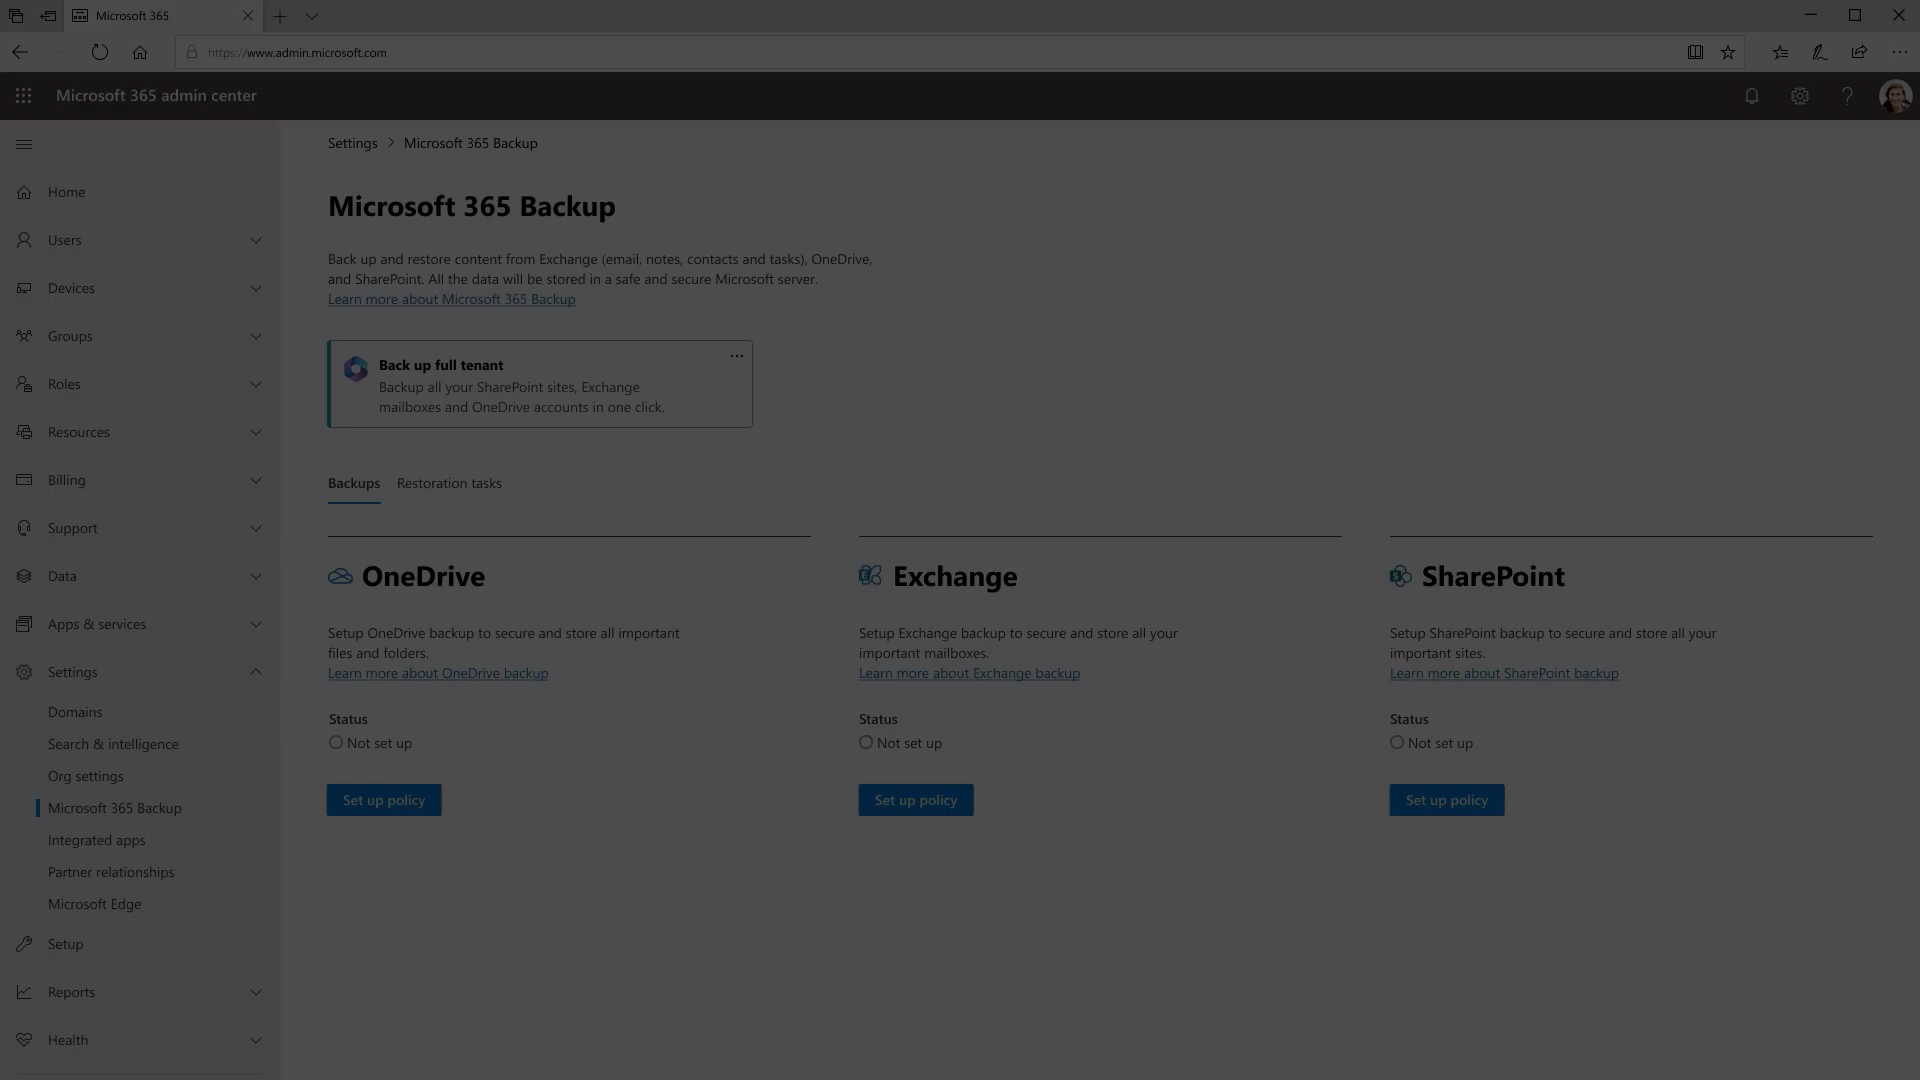 Microsoft 365
https://www.admin.microsoft.com
Microsoft 365 admin center
Home
Users
Devices
Groups
Roles
Resources
Billing
Support
Data
Apps & services
Settings
Domains
Search & intelligence
Org settings
Microsoft 365 Backup
Integrated apps
Partner relationships
Microsoft Edge
Setup
Reports
Health
Settings > Microsoft 365 Backup
Microsoft 365 Backup
Back up and restore content from Exchange (email, notes, contacts and tasks), OneDrive,
and SharePoint. All the data will be stored in a safe and secure Microsoft server.
Learn more about Microsoft 365 Backup
Back up full tenant
Backup all your SharePoint sites, Exchange
mailboxes and OneDrive accounts in one click.
Backups Restoration tasks
OneDrive
Setup OneDrive backup to secure and store all important
files and folders.
Learn more about OneDrive backup
Status
Not set up
Set up policy
Exchange
Setup Exchange backup to secure and store all your
important mailboxes.
Learn more about Exchange backup
Status
Not set up
Set up policy
SharePoint
Setup SharePoint backup to secure and store all your
important sites.
Learn more about SharePoint backup
Status
Not set up
Set up policy